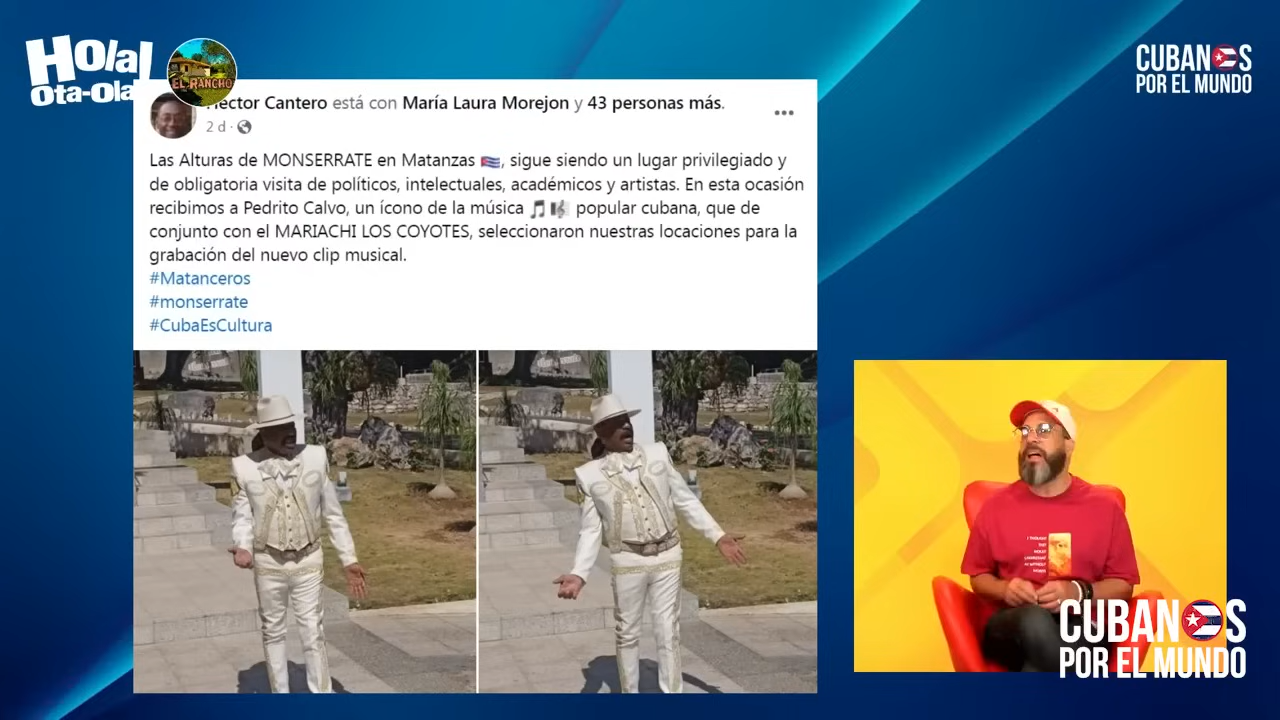 Hola!
Ota-Ola
EL RANCHO
CUBANOS
POR EL MUNDO
Héctor Cantero está con María Laura Morejon y 43 personas más.
2 d ·
Las Alturas de MONSERRATE en Matanzas 🇨🇺, sigue siendo un lugar privilegiado y
de obligatoria visita de políticos, intelectuales, académicos y artistas. En esta ocasión
recibimos a Pedrito Calvo, un ícono de la música 🎵🎼 popular cubana, que de
conjunto con el MARIACHI LOS COYOTES, seleccionaron nuestras locaciones para la
grabación del nuevo clip musical.
#Matanceros
#monserrate
#CubaEsCultura
CUBANOS
POR EL MUNDO